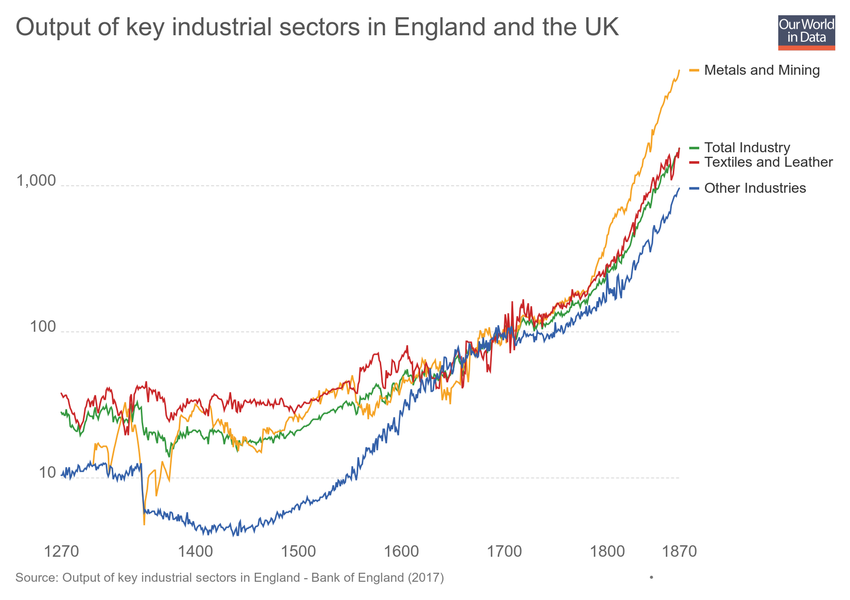 Output of key industrial sectors in England and the UK
Our World
in Data
Metals and Mining
Total Industry
Textiles and Leather
1,000
Other Industries
100
10
1270 1400 1500 1600 1700 1800 1870
Source: Output of key industrial sectors in England - Bank of England (2017) •